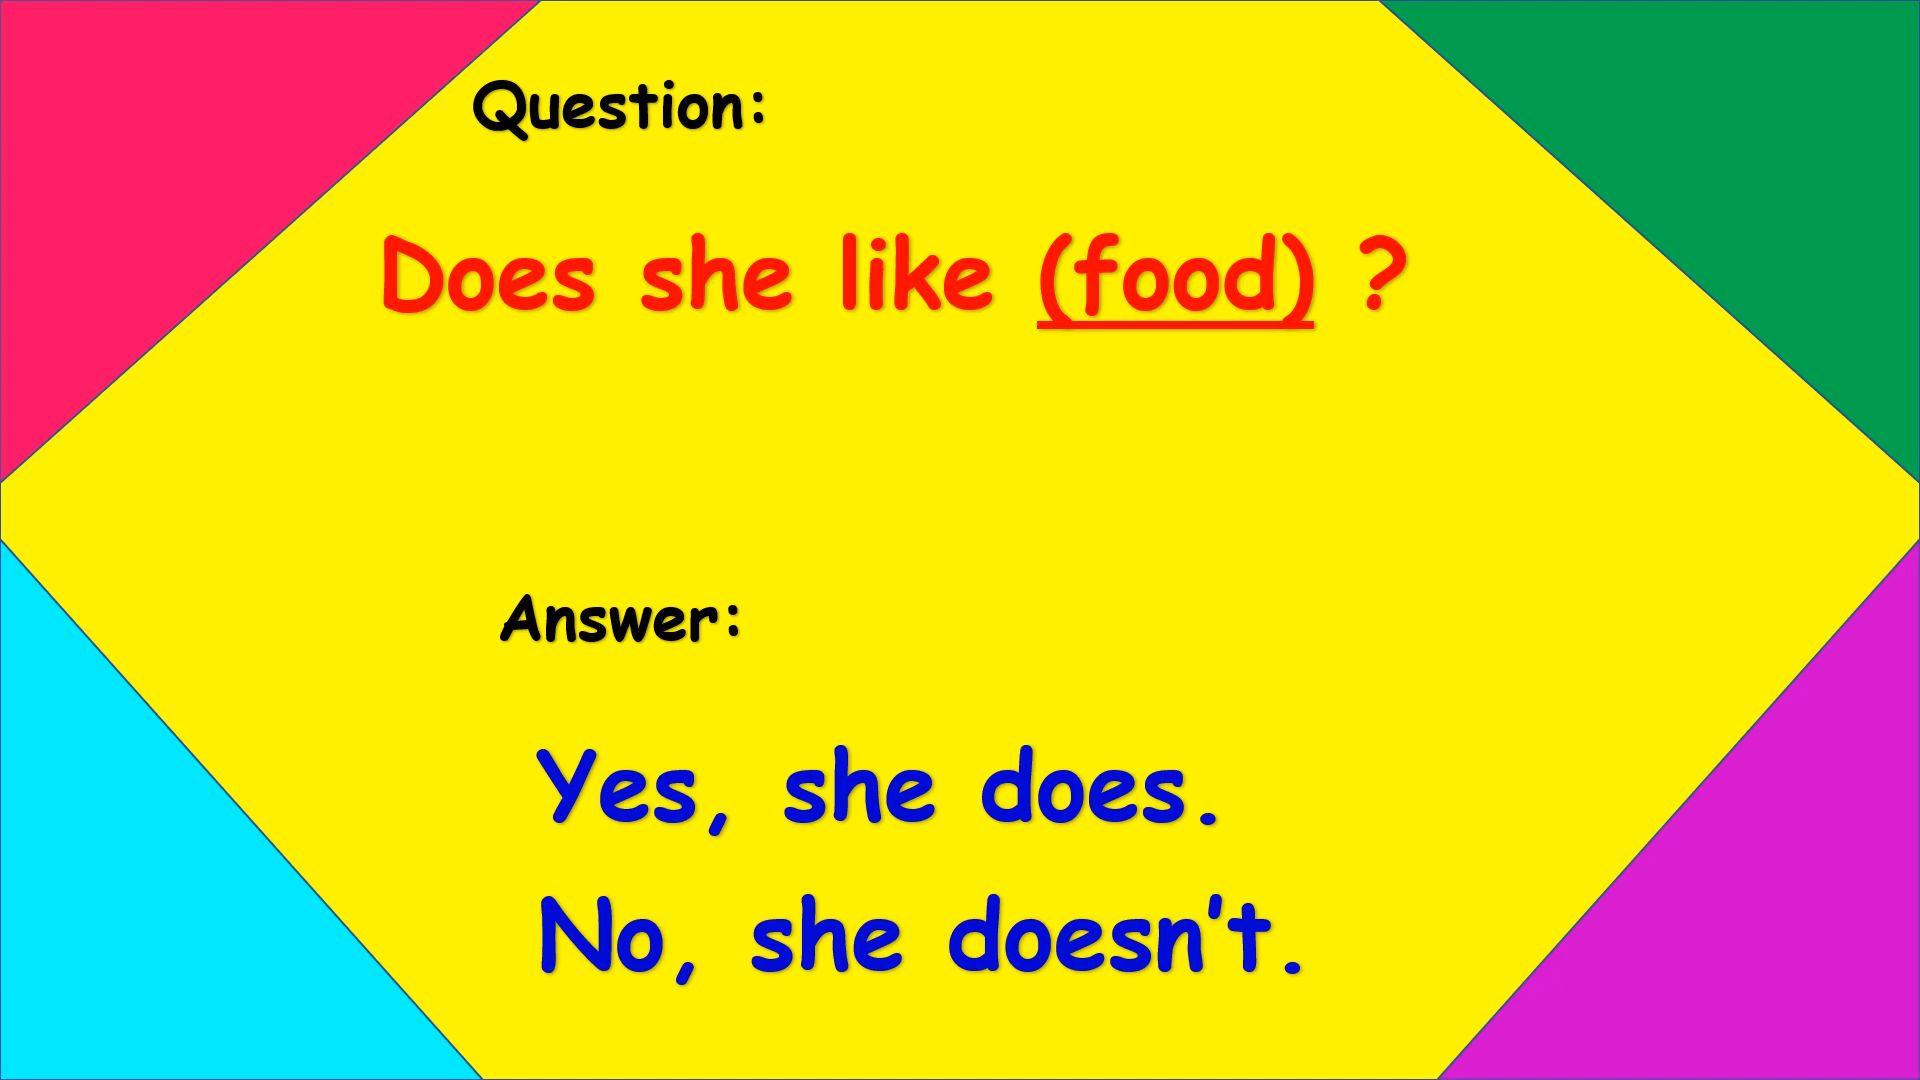 Question:
Does she like (food) ?
Answer:
Yes, she does.
No, she doesn't.